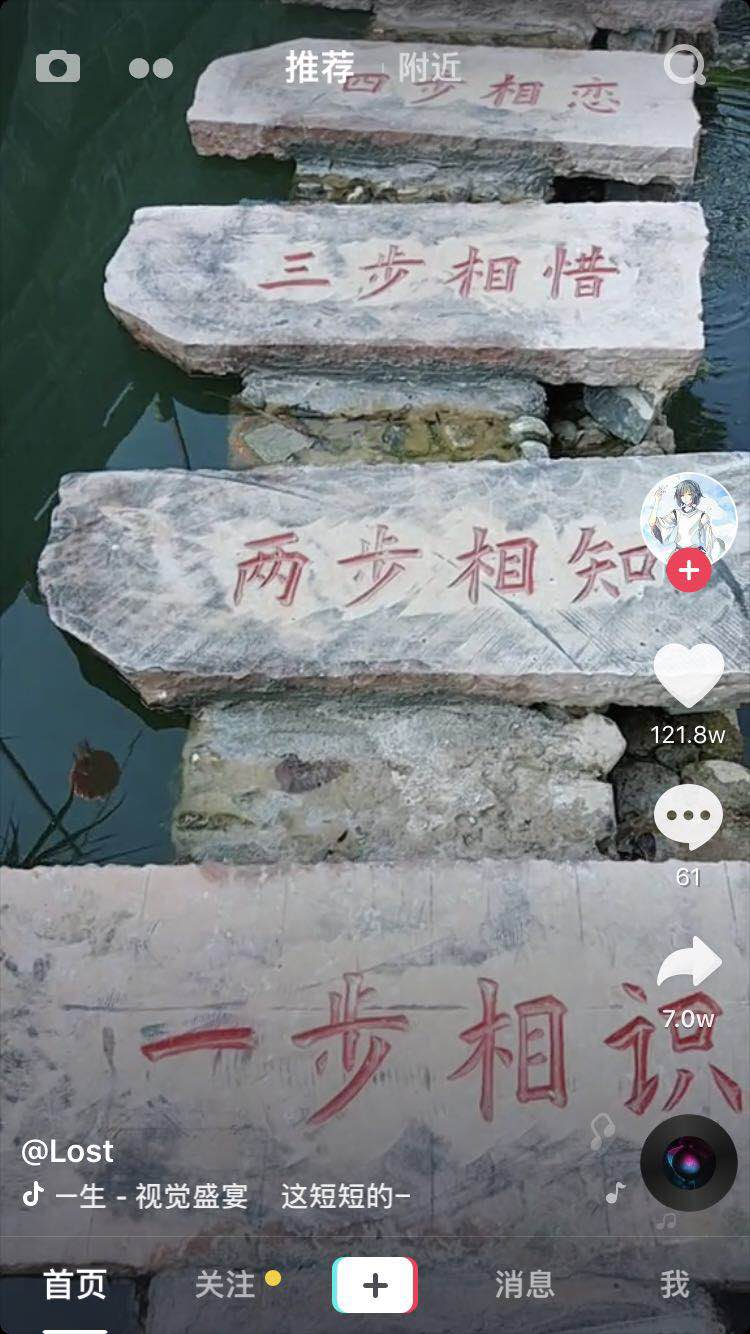 推荐 附近
四步相恋
三步相惜
两步相知
121.8w
61
7.0w
一步相识
@Lost
一生 - 视觉盛宴 这短短的一
首页 关注 消息 我